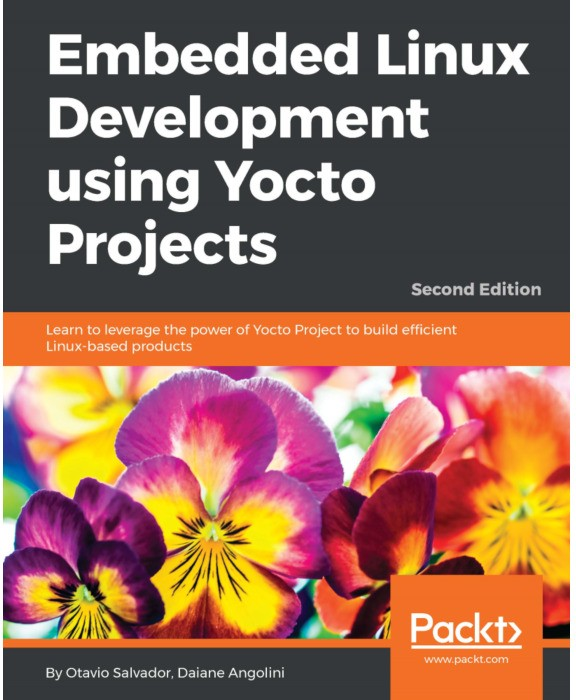 Embedded Linux
Development
using Yocto
Projects
Second Edition
Learn to leverage the power of Yocto Project to build efficient
Linux-based products
Packt>
www.packt.com
By Otavio Salvador, Daiane Angolini